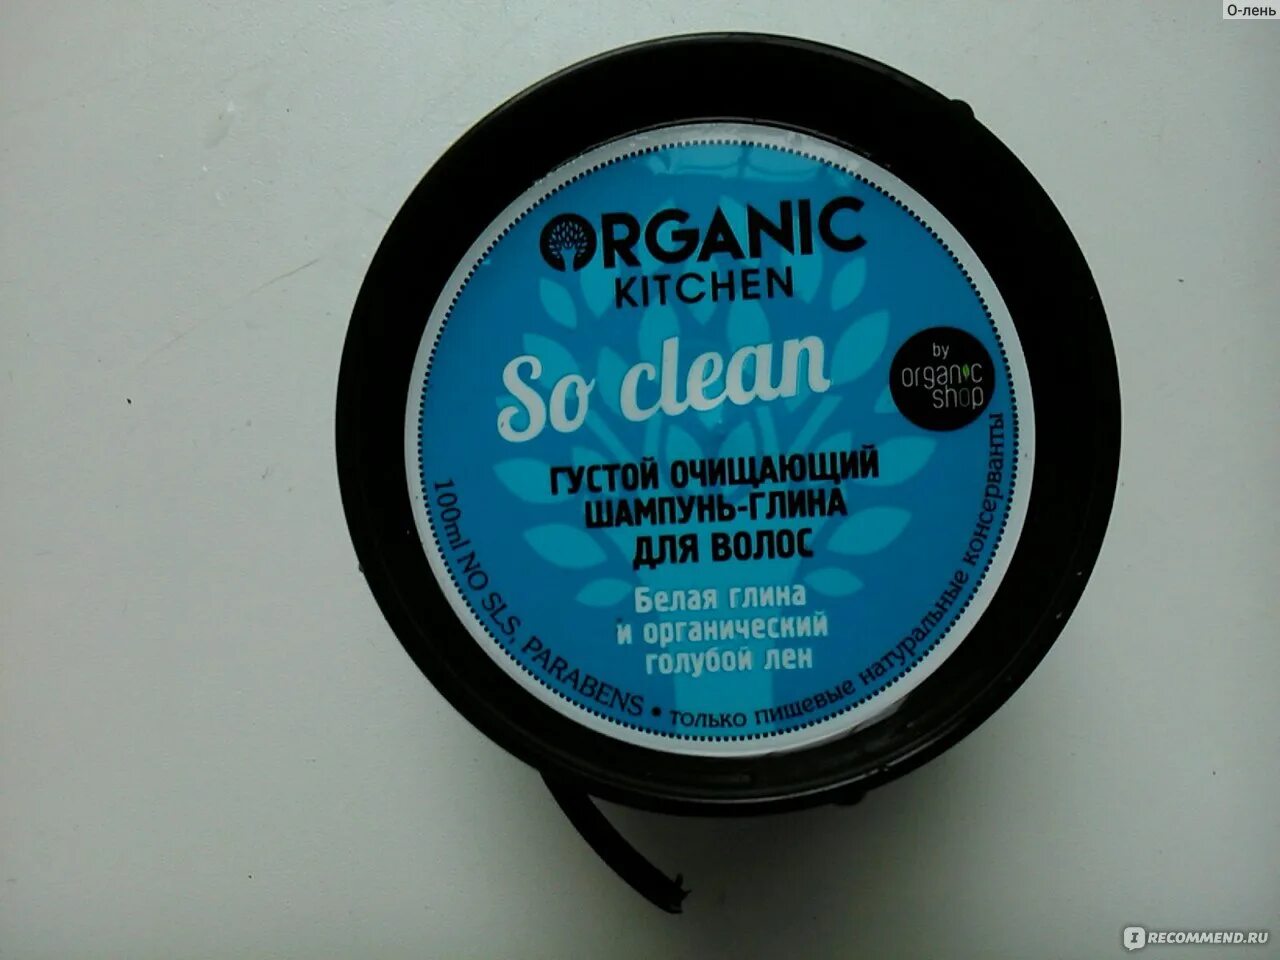 О-лень
ORGANIC
KITCHEN
So clean
by
organic
shop
ГУСТОЙ ОЧИЩАЮЩИЙ
ШАМПУНЬ-ГЛИНА
ДЛЯ ВОЛОС
Белая глина
и органический
голубой лен
100ml NO SLS, PARABENS • только пищевые натуральные консерванты
IRECOMMEND.RU